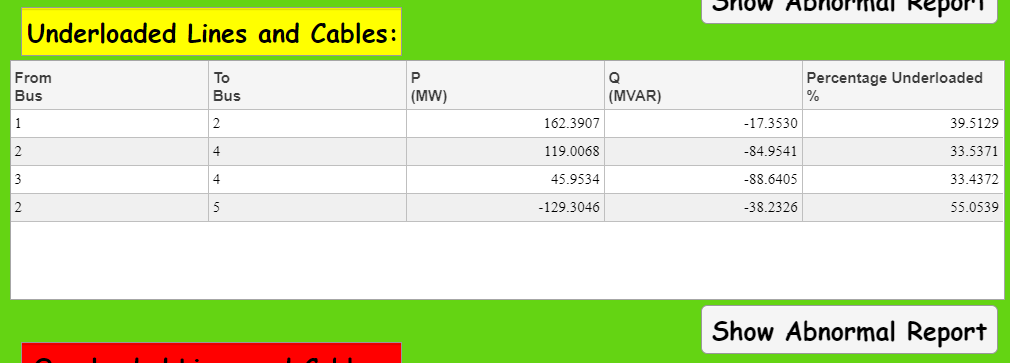 Show Abnormal Report
Underloaded Lines and Cables:
From Bus To Bus P (MW) Q (MVAR) Percentage Underloaded %
1 2 162.3907 -17.3530 39.5129
2 4 119.0068 -84.9541 33.5371
3 4 45.9534 -88.6405 33.4372
2 5 -129.3046 -38.2326 55.0539
Show Abnormal Report